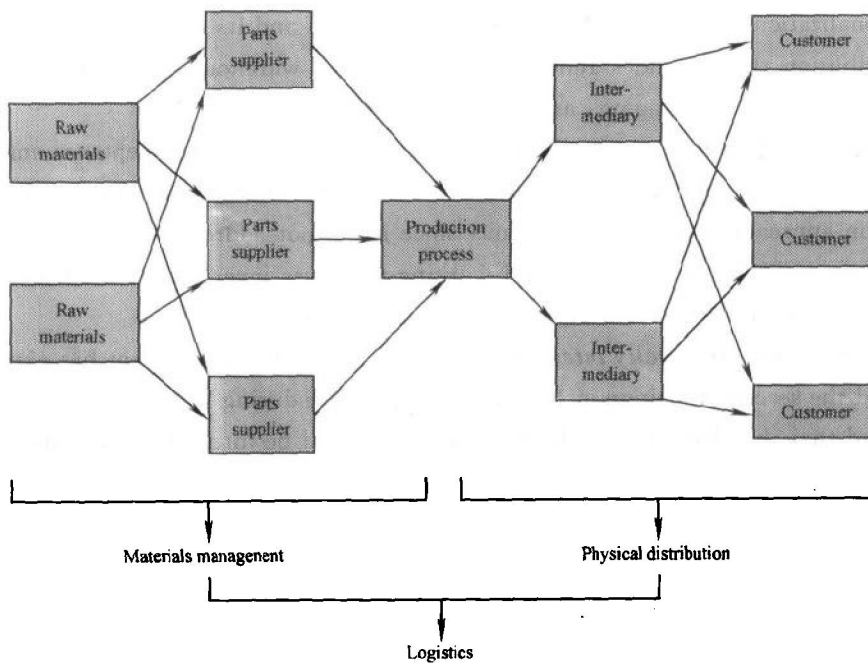 Parts
supplier
Customer
Inter-
mediary
Raw
materials
Parts
supplier
Production
process
Customer
Raw
materials
Inter-
mediary
Parts
supplier
Customer
Materials managenent
Physical distribution
Logistics